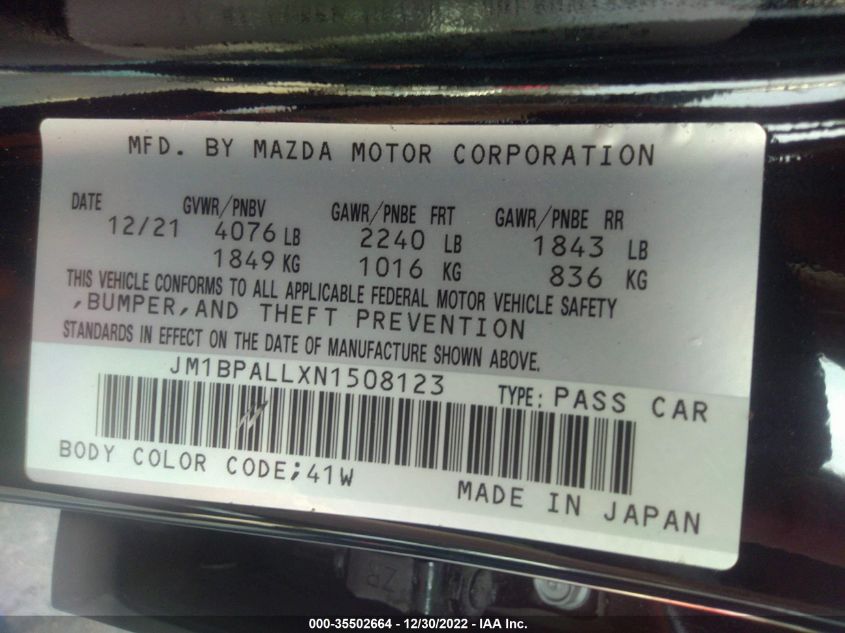 MFD. BY MAZDA MOTOR CORPORATION
DATE GVWR/PNBV GAWR/PNBE FRT GAWR/PNBE RR
12/21 4076 LB 2240 LB 1843 LB
1849 KG 1016 KG 836 KG
THIS VEHICLE CONFORMS TO ALL APPLICABLE FEDERAL MOTOR VEHICLE SAFETY
,BUMPER,AND THEFT PREVENTION
STANDARDS IN EFFECT ON THE DATE OF MANUFACTURE SHOWN ABOVE.
JM1BPALLXN1508123 TYPE: PASS CAR
BODY COLOR CODE;41W
MADE IN JAPAN
ZR
000-35502664 - 12/30/2022 - IAA Inc.